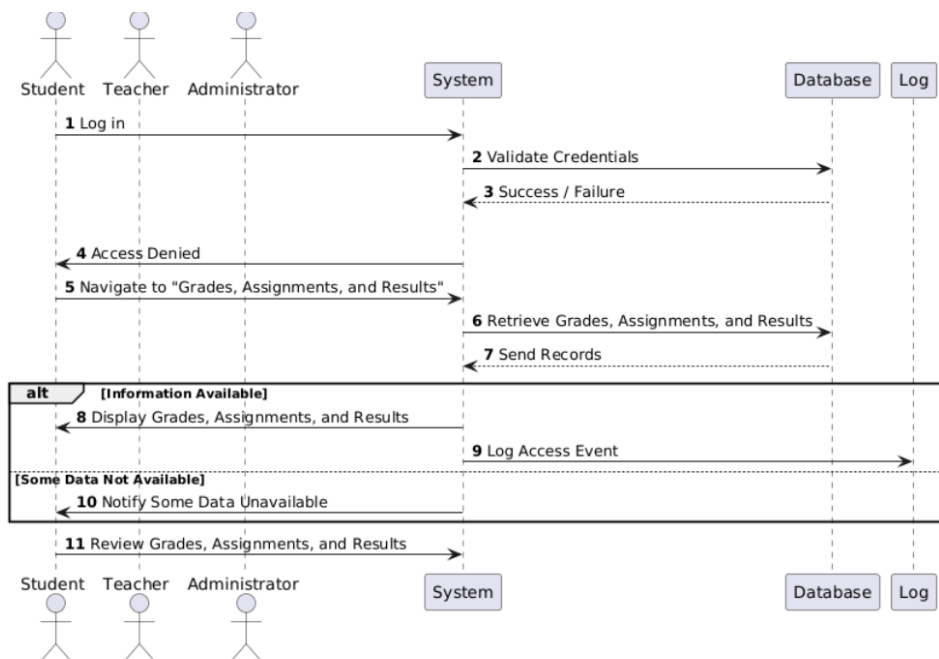 Student Teacher Administrator System Database Log
1 Log in
2 Validate Credentials
3 Success / Failure
4 Access Denied
5 Navigate to "Grades, Assignments, and Results"
6 Retrieve Grades, Assignments, and Results
7 Send Records
alt [Information Available]
8 Display Grades, Assignments, and Results
9 Log Access Event
[Some Data Not Available]
10 Notify Some Data Unavailable
11 Review Grades, Assignments, and Results
Student Teacher Administrator System Database Log